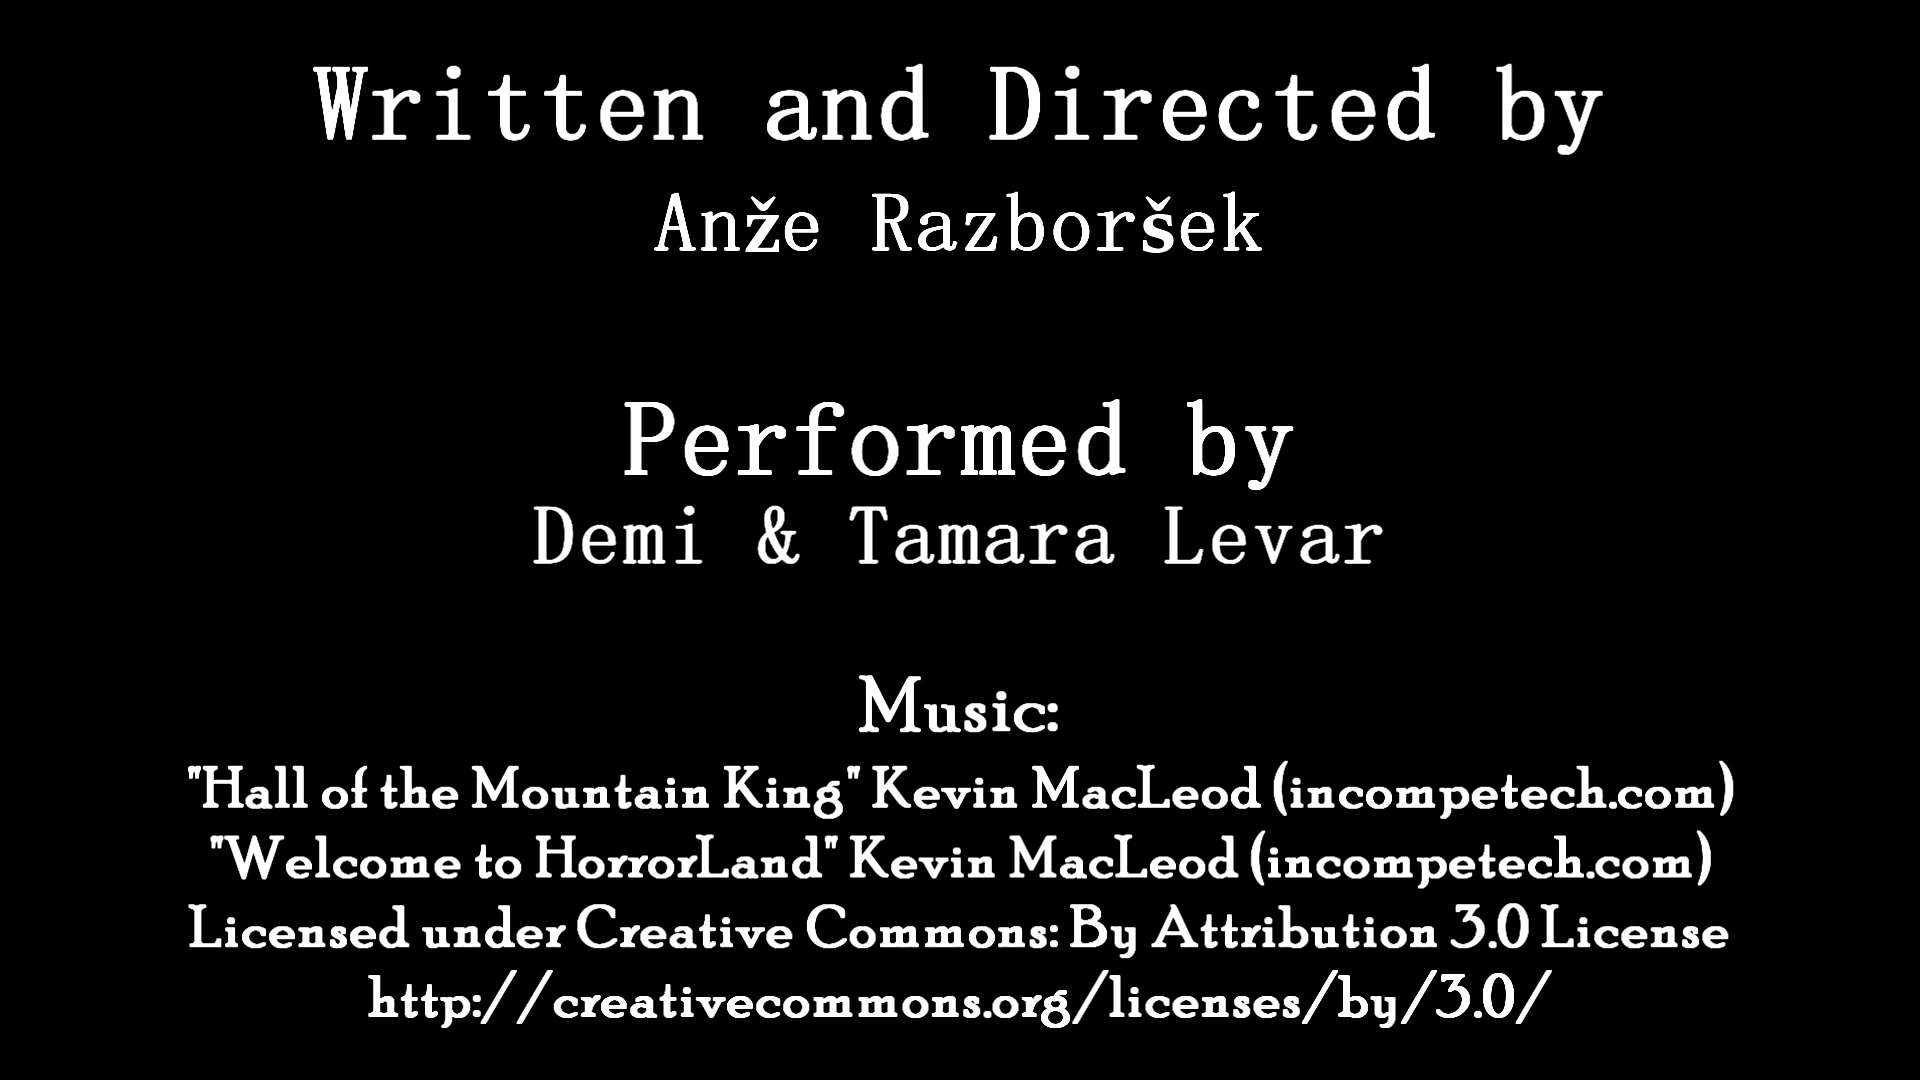 Written and Directed by
Anže Razboršek
Performed by
Demi & Tamara Levar
Music:
"Hall of the Mountain King" Kevin MacLeod (incompetech.com)
"Welcome to HorrorLand" Kevin MacLeod (incompetech.com)
Licensed under Creative Commons: By Attribution 3.0 License
http://creativecommons.org/licenses/by/3.0/